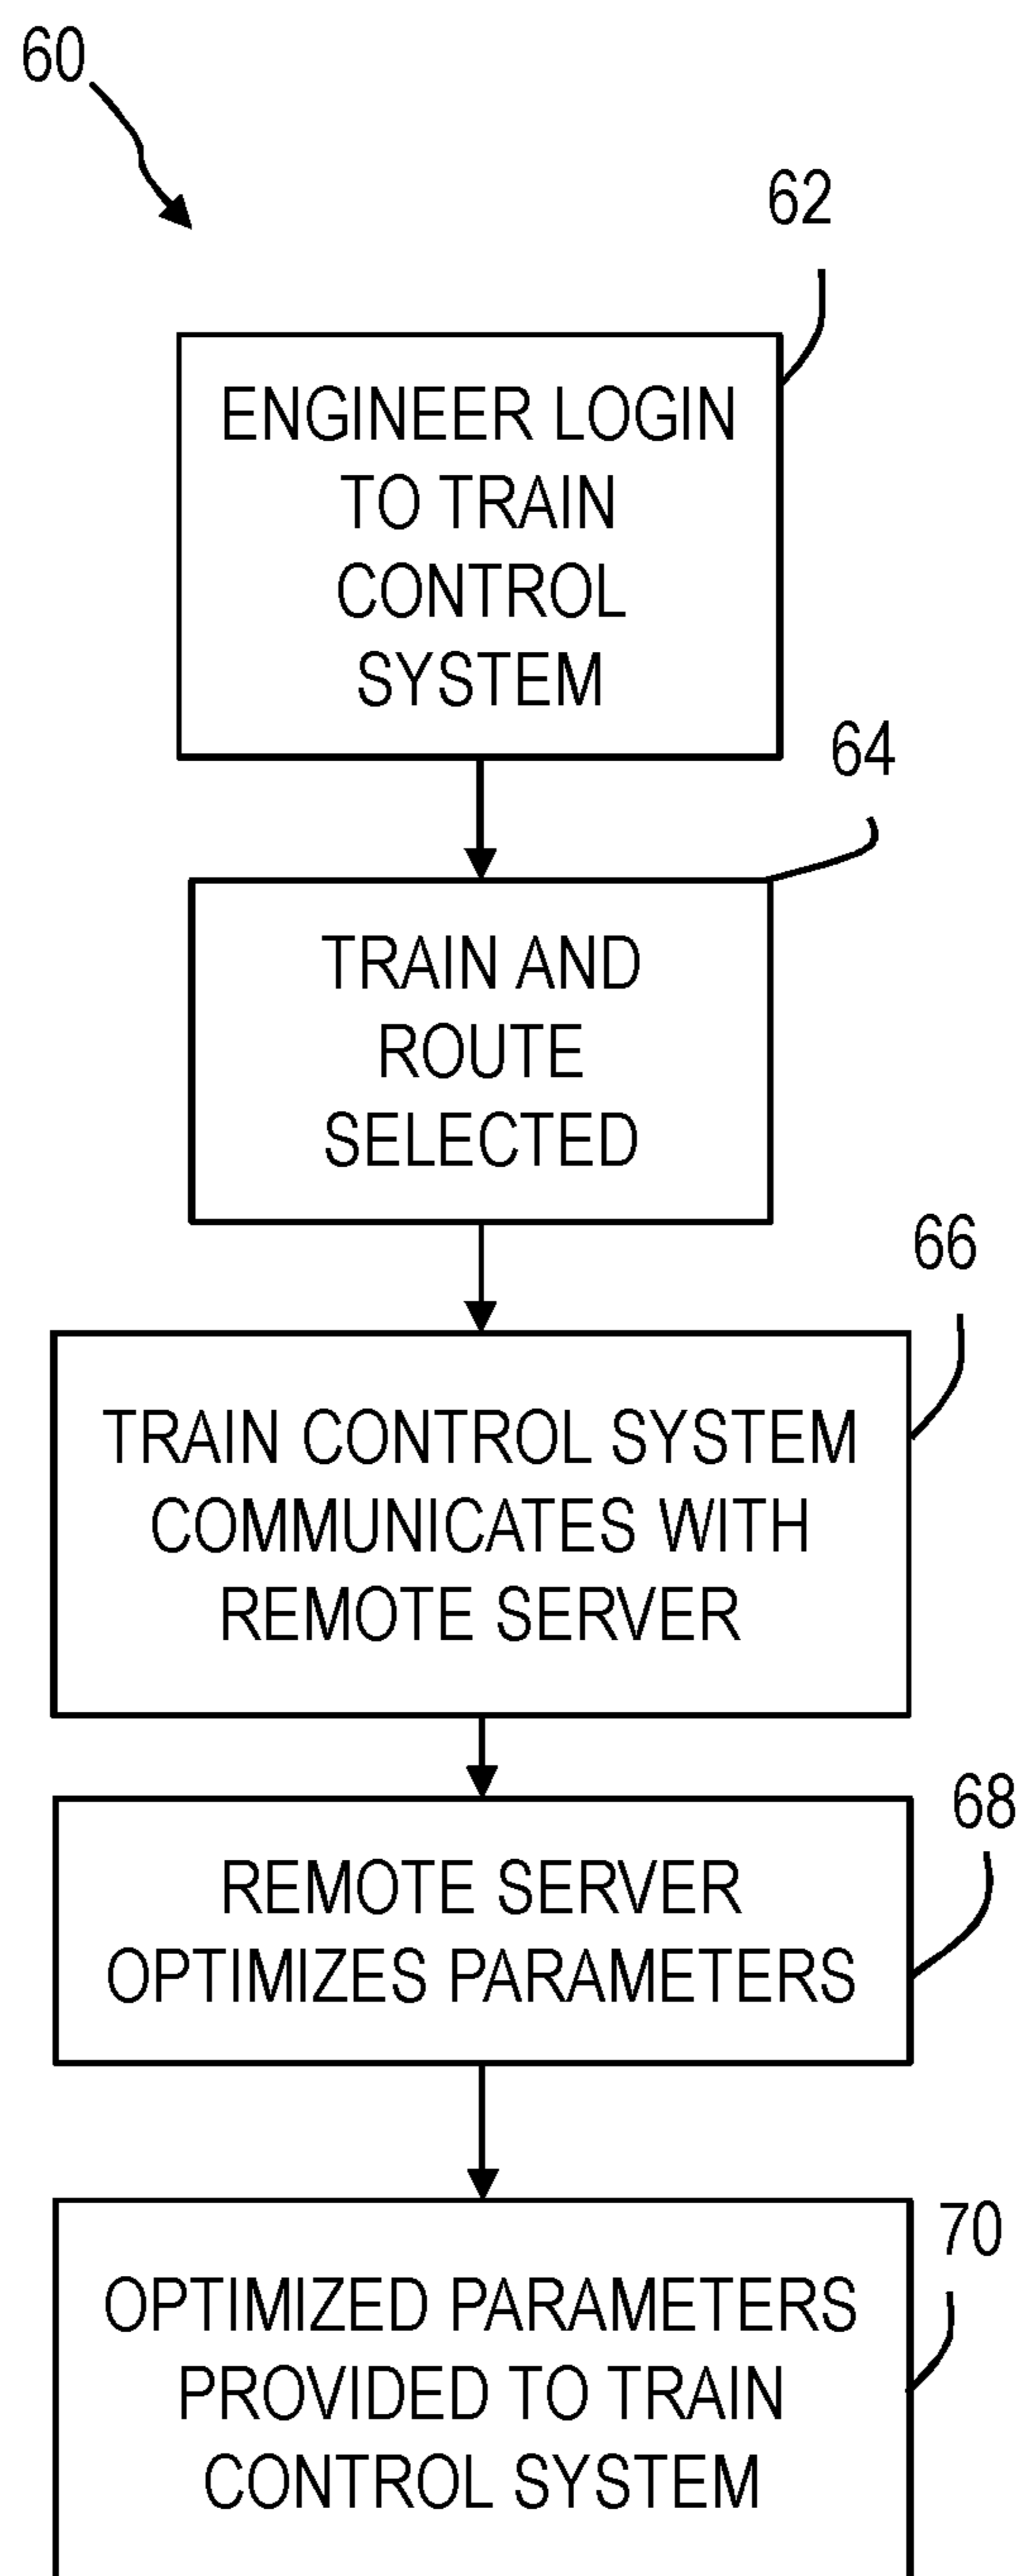 60
62
ENGINEER LOGIN
TO TRAIN
CONTROL
SYSTEM
64
TRAIN AND
ROUTE
SELECTED
66
TRAIN CONTROL SYSTEM
COMMUNICATES WITH
REMOTE SERVER
68
REMOTE SERVER
OPTIMIZES PARAMETERS
70
OPTIMIZED PARAMETERS
PROVIDED TO TRAIN
CONTROL SYSTEM